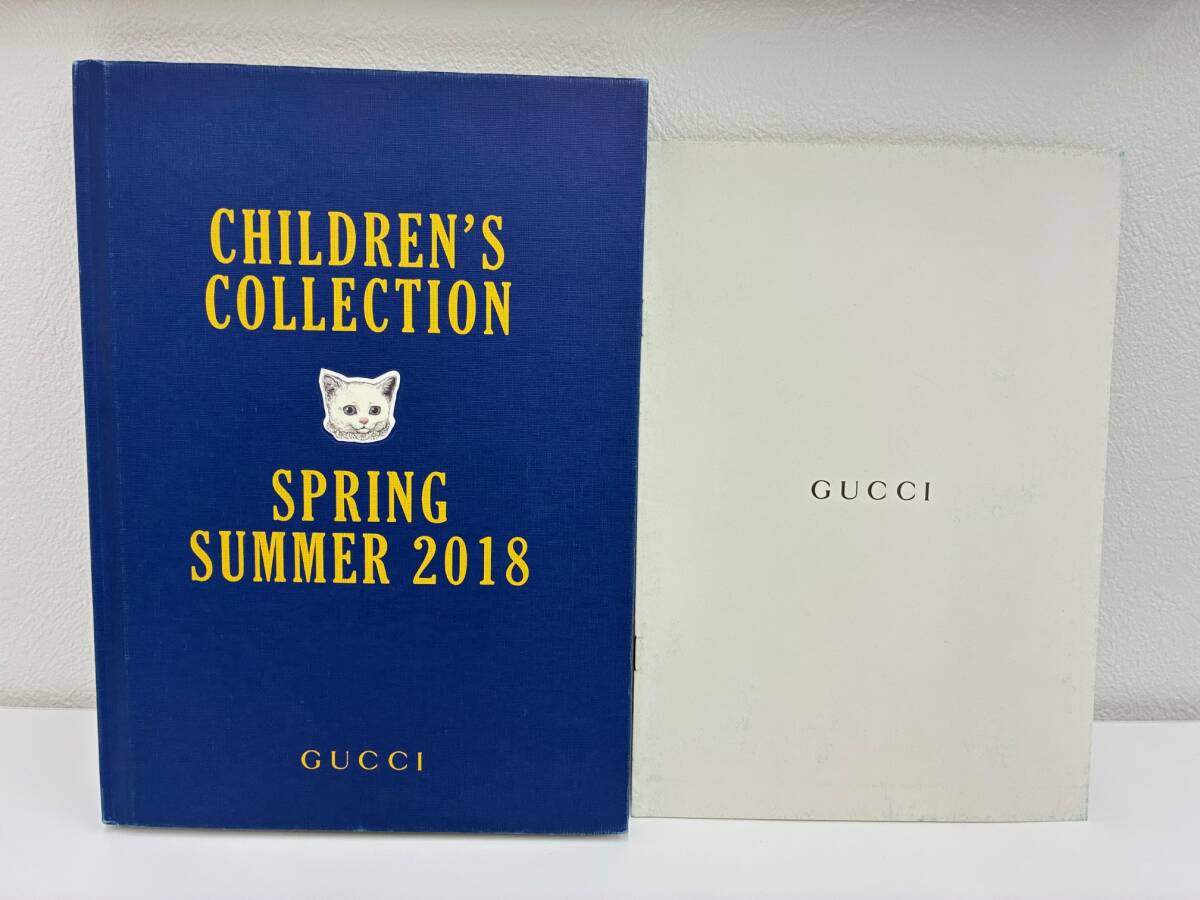 CHILDREN’S
COLLECTION
SPRING
SUMMER 2018
GUCCI
GUCCI